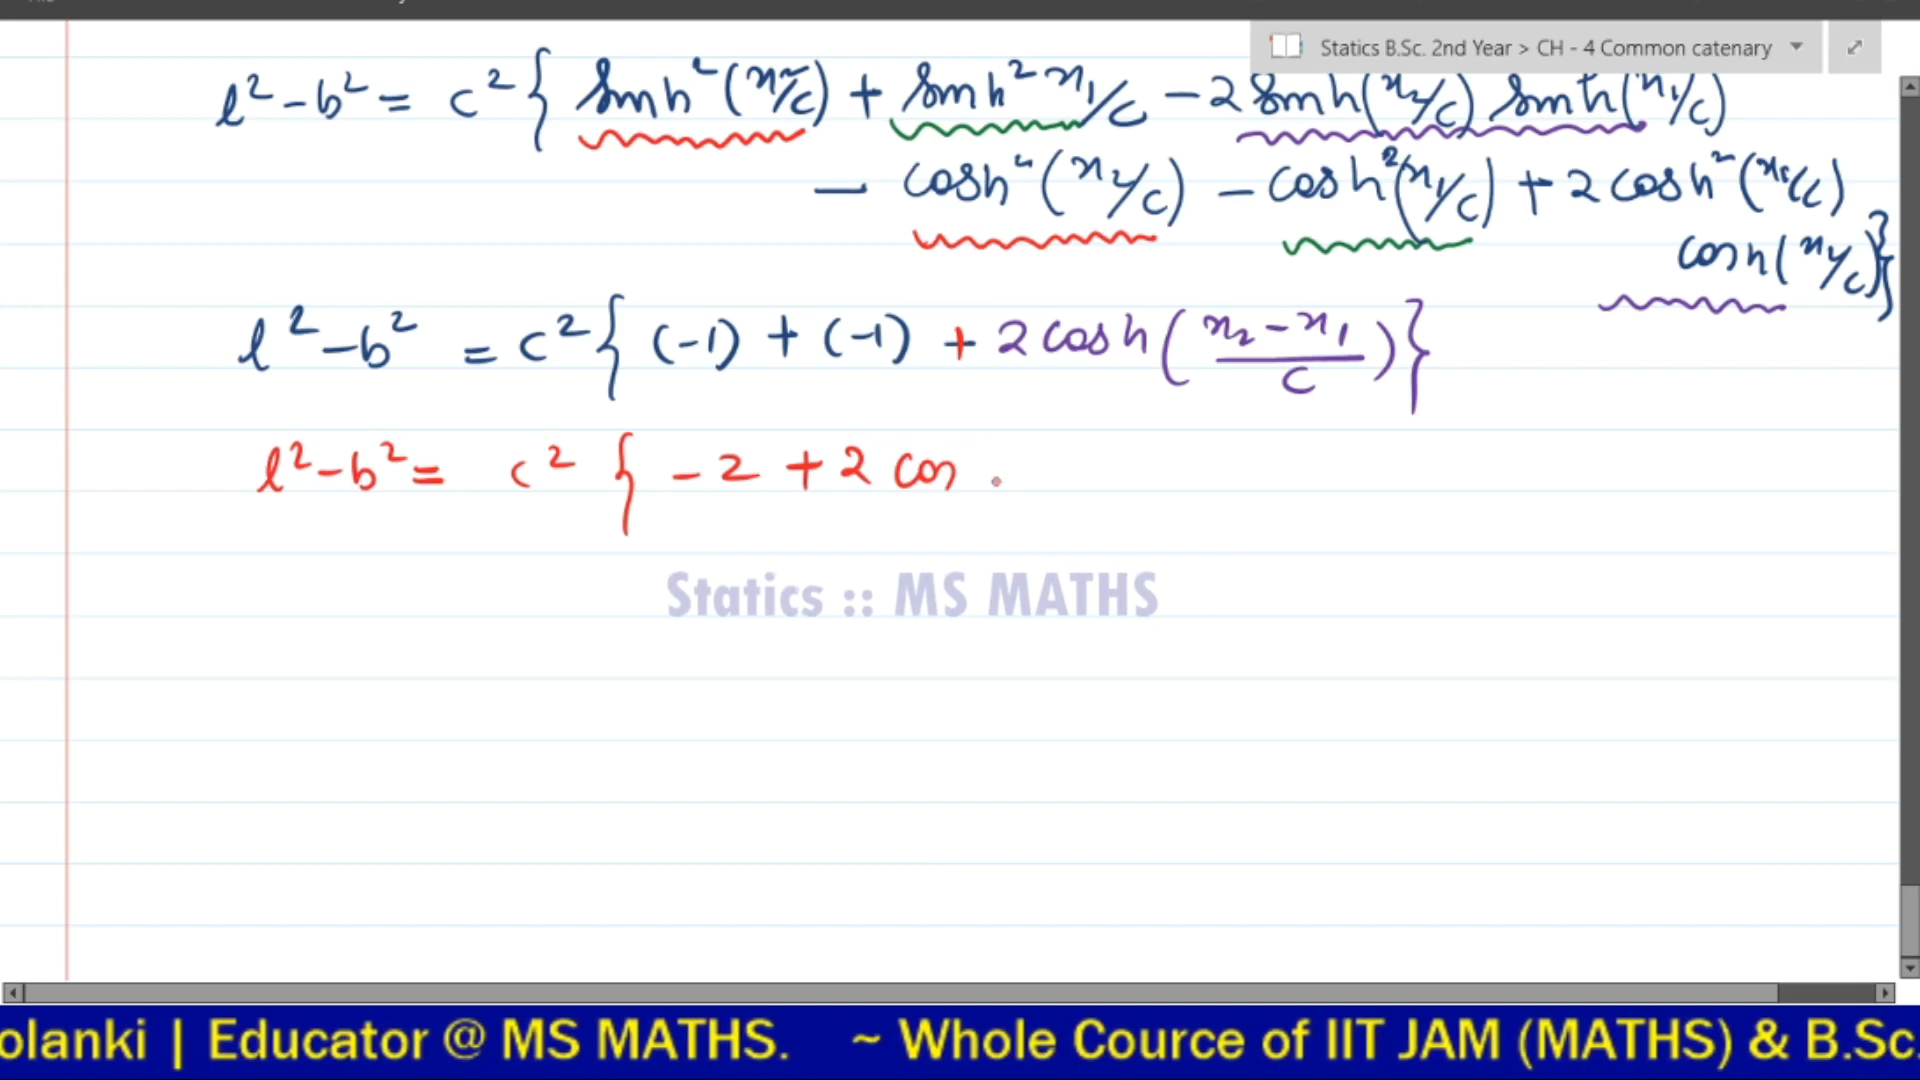 Statics B.Sc. 2nd Year > CH - 4 Common catenary
l² - b² = c² { sinh² (x₂/c) + sinh² x₁/c - 2 sinh (x₂/c) sinh (x₁/c)
- cosh² (x₂/c) - cosh² (x₁/c) + 2 cosh² (x₁/c)
cosh (x₂/c) }
l² - b² = c² { (-1) + (-1) + 2 cosh ( x₂ - x₁ / c ) }
l² - b² = c² { - 2 + 2 cos
Statics :: MS MATHS
olanki | Educator @ MS MATHS. ~ Whole Cource of IIT JAM (MATHS) & B.Sc.